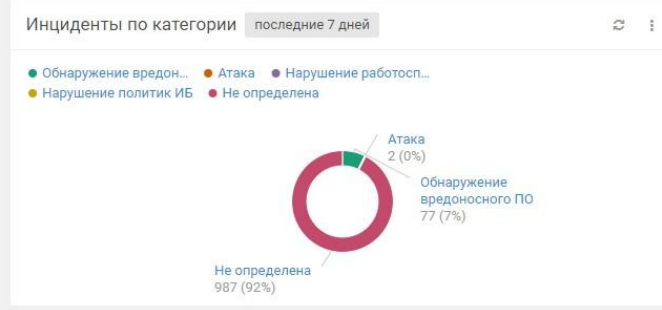 Инциденты по категории последние 7 дней
Обнаружение вредон... Атака Нарушение работосп...
Нарушение политик ИБ Не определена
Атака
2 (0%)
Обнаружение
вредоносного ПО
77 (7%)
Не определена
987 (92%)